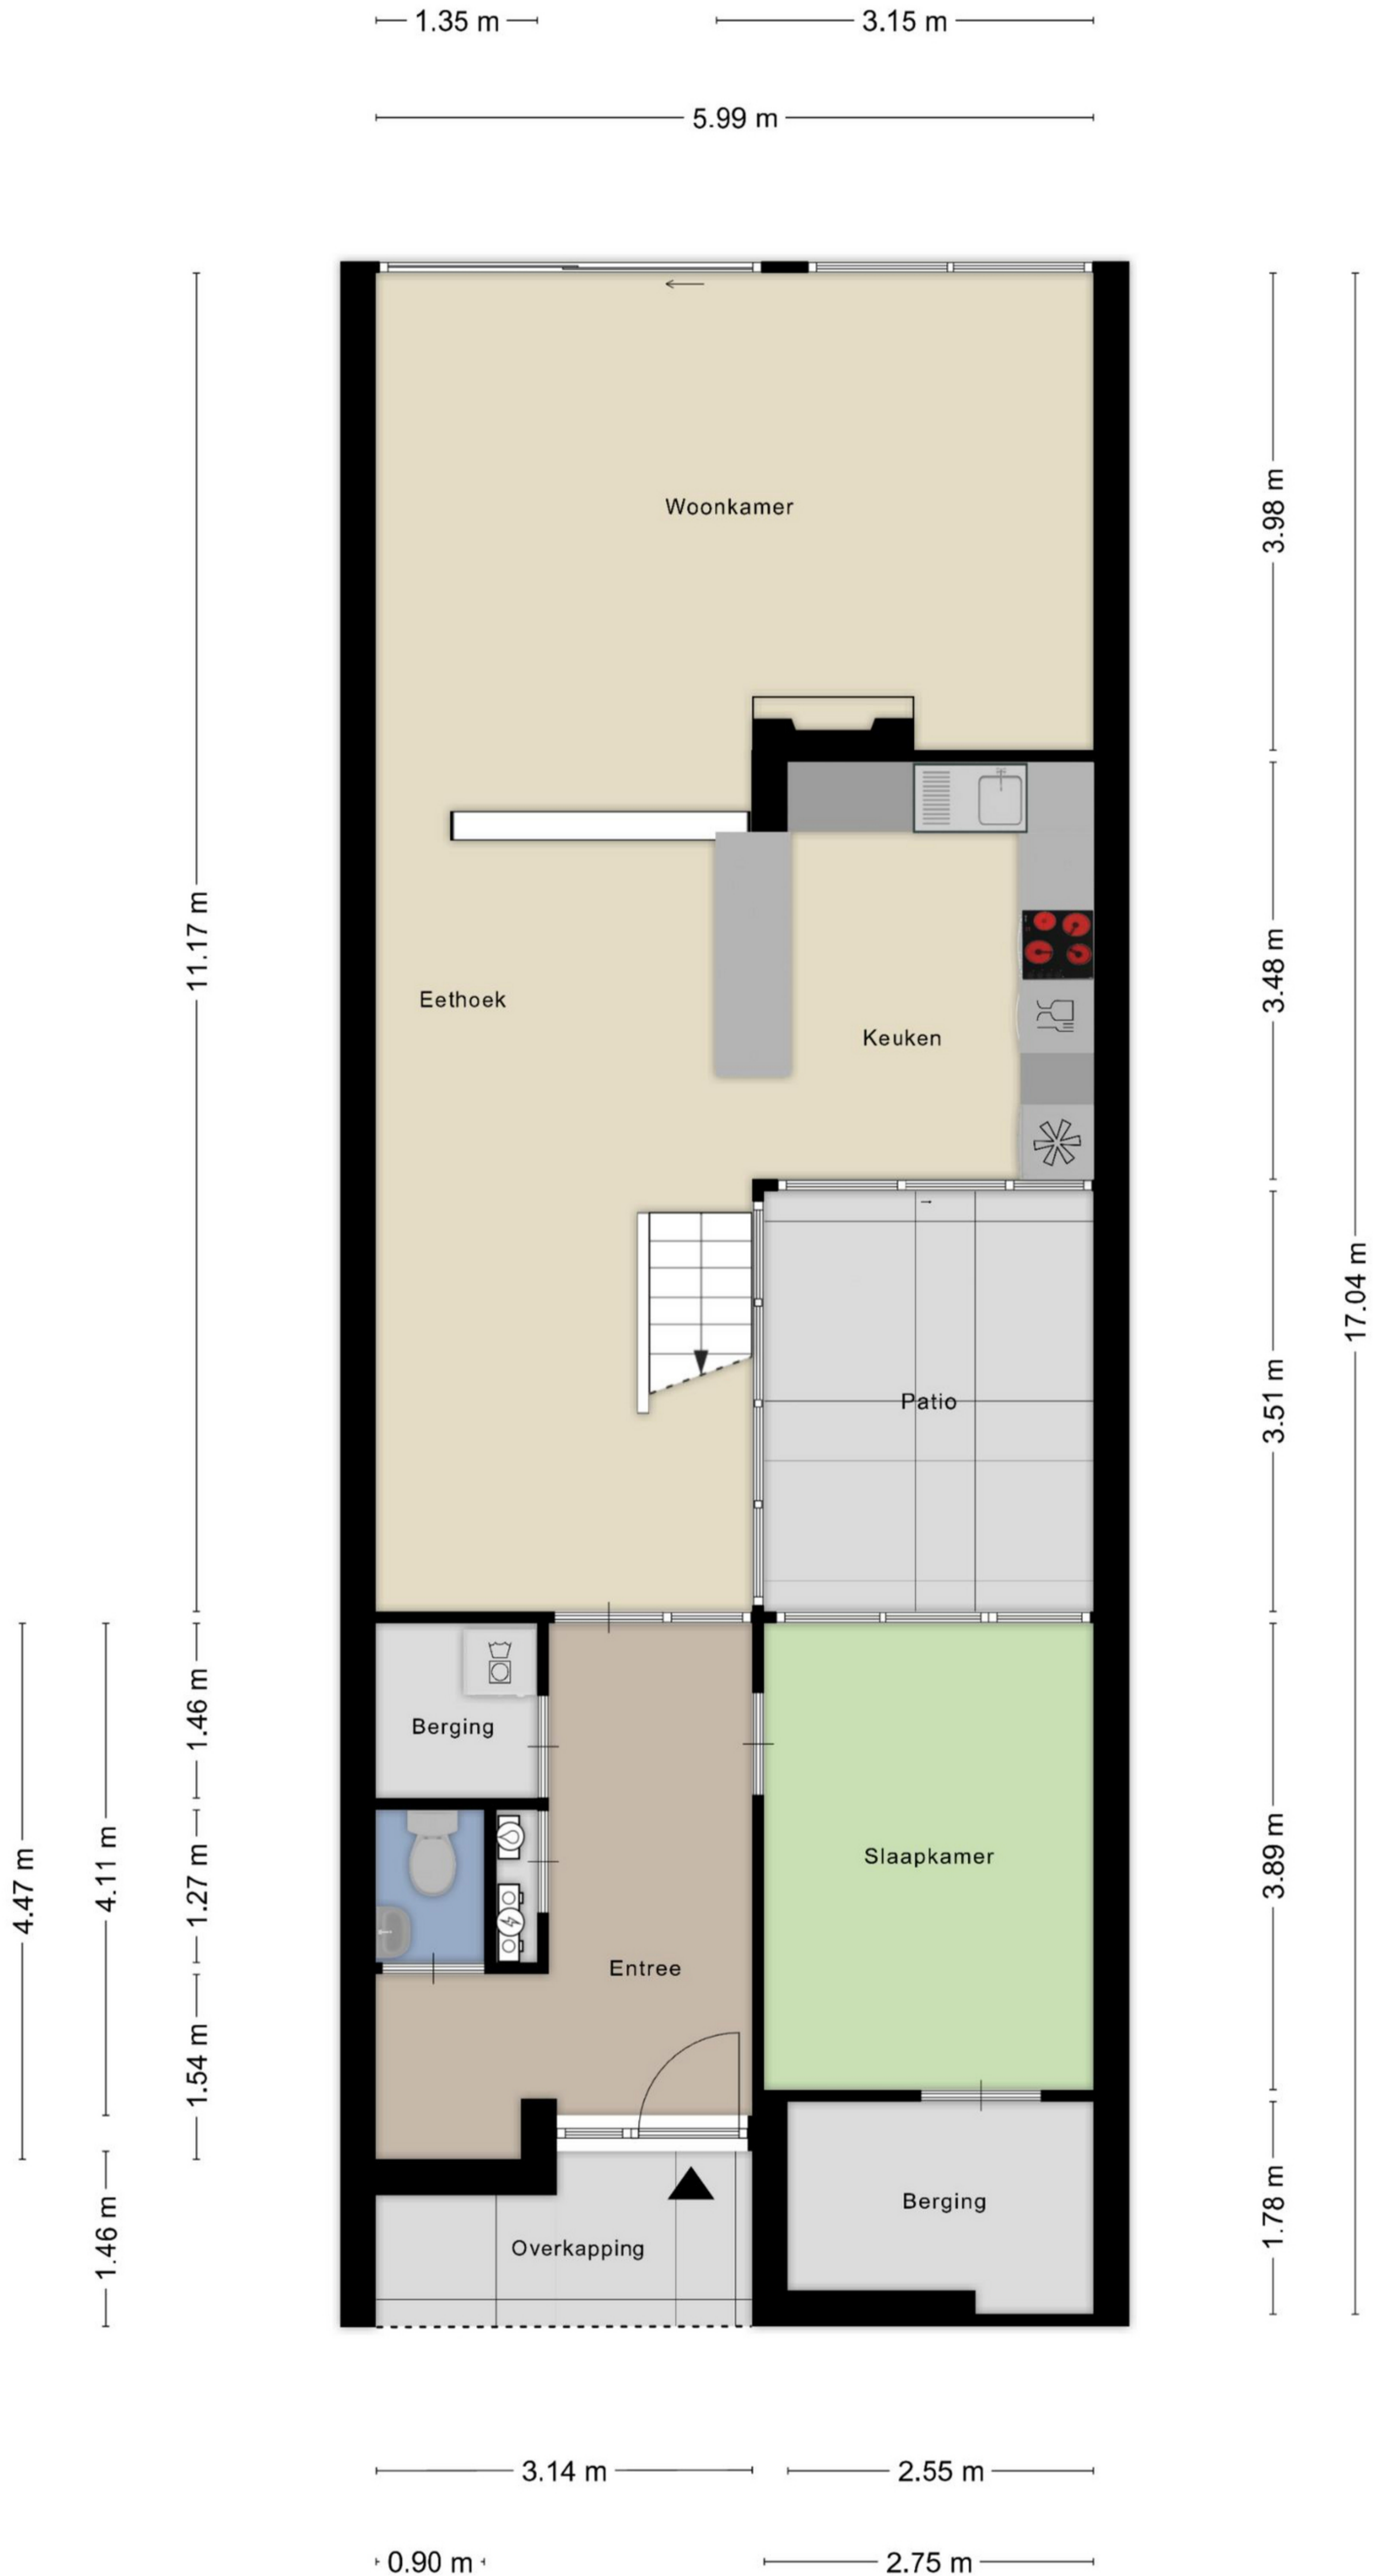 1.35 m
3.15 m
5.99 m
Woonkamer
3.98 m
11.17 m
Eethoek
3.48 m
Keuken
17.04 m
3.51 m
Patio
1.46 m
Berging
4.47 m
4.11 m
1.27 m
Slaapkamer
3.89 m
Entree
1.54 m
1.46 m
Overkapping
Berging
1.78 m
3.14 m
2.55 m
0.90 m
2.75 m